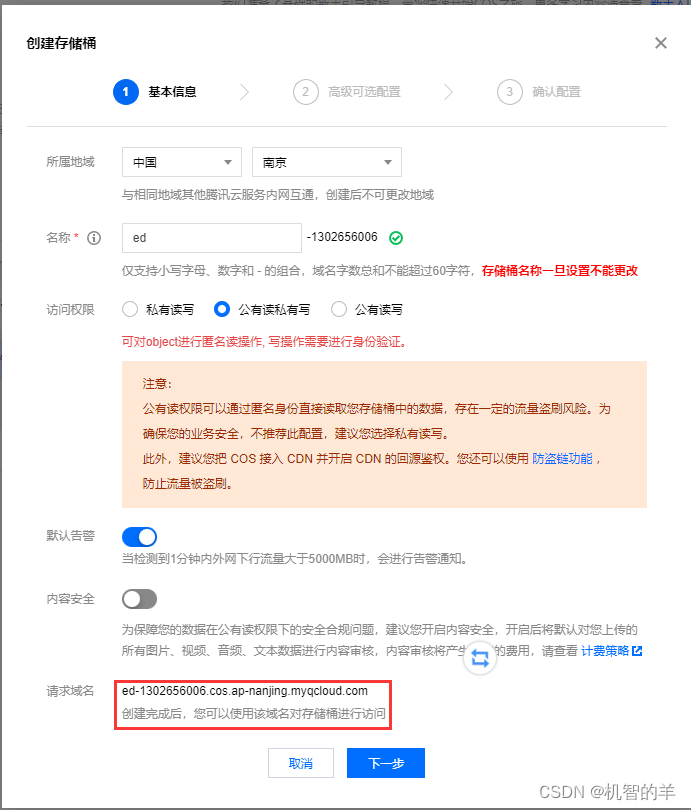 创建存储桶
1 基本信息 2 高级可选配置 3 确认配置
所属地域 中国 南京
与相同地域其他腾讯云服务内网互通，创建后不可更改地域
名称 * ed -1302656006
仅支持小写字母、数字和 - 的组合，域名字数总和不能超过60字符，存储桶名称一旦设置不能更改
访问权限 私有读写 公有读私有写 公有读写
可对object进行匿名读操作, 写操作需要进行身份验证。
注意：
公有读权限可以通过匿名身份直接读取您存储桶中的数据，存在一定的流量盗刷风险。为
确保您的业务安全，不推荐此配置，建议您选择私有读写。
此外，建议您把 COS 接入 CDN 并开启 CDN 的回源鉴权。您还可以使用 防盗链功能 ，
防止流量被盗刷。
默认告警
当检测到1分钟内外网下行流量大于5000MB时，会进行告警通知。
内容安全
为保障您的数据在公有读权限下的安全合规问题，建议您开启内容安全，开启后将默认对您上传的
所有图片、视频、音频、文本数据进行内容审核，内容审核将产 的费用，请查看 计费策略
请求域名 ed-1302656006.cos.ap-nanjing.myqcloud.com
创建完成后，您可以使用该域名对存储桶进行访问
取消 下一步
CSDN @机智的羊